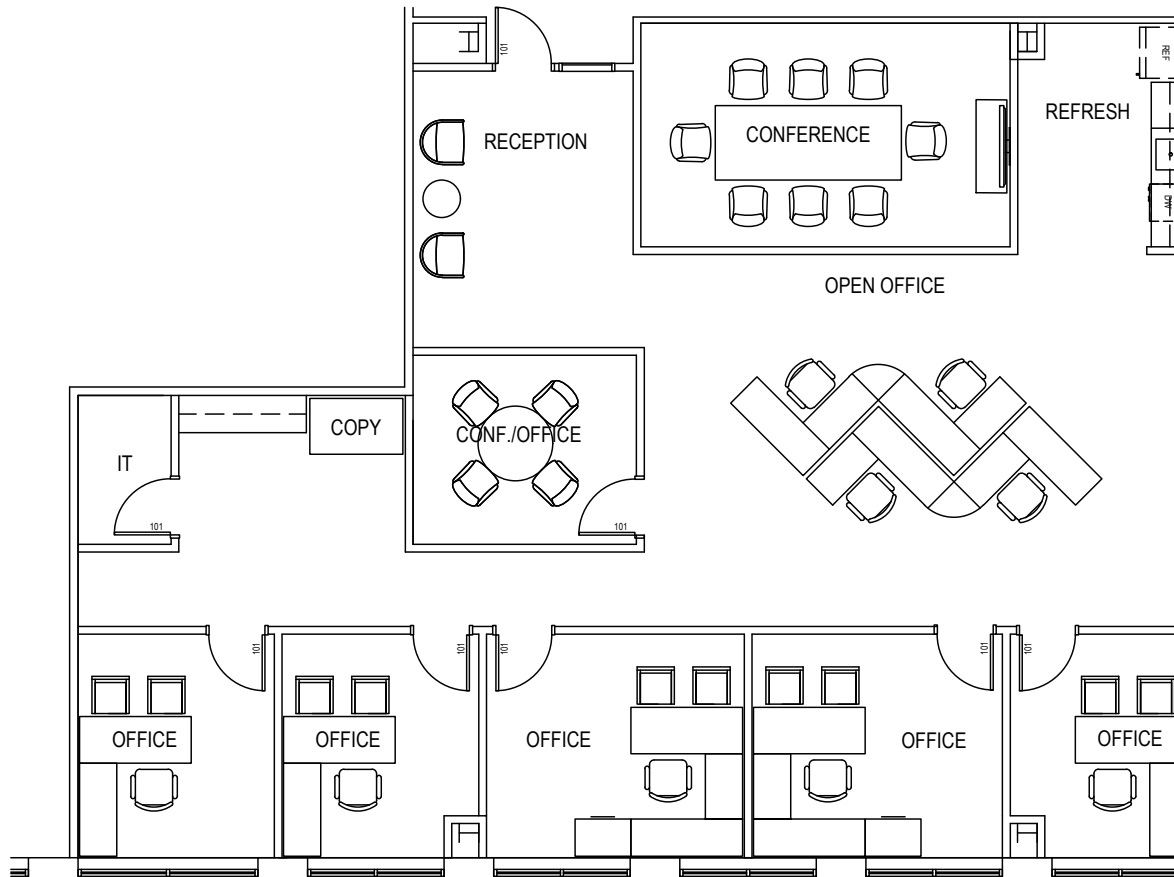 101
REF
REFRESH
CONFERENCE
RECEPTION
DW
OPEN OFFICE
COPY
CONF./OFFICE
IT
101
101
101
101
101
101
101
OFFICE
OFFICE
OFFICE
OFFICE
OFFICE